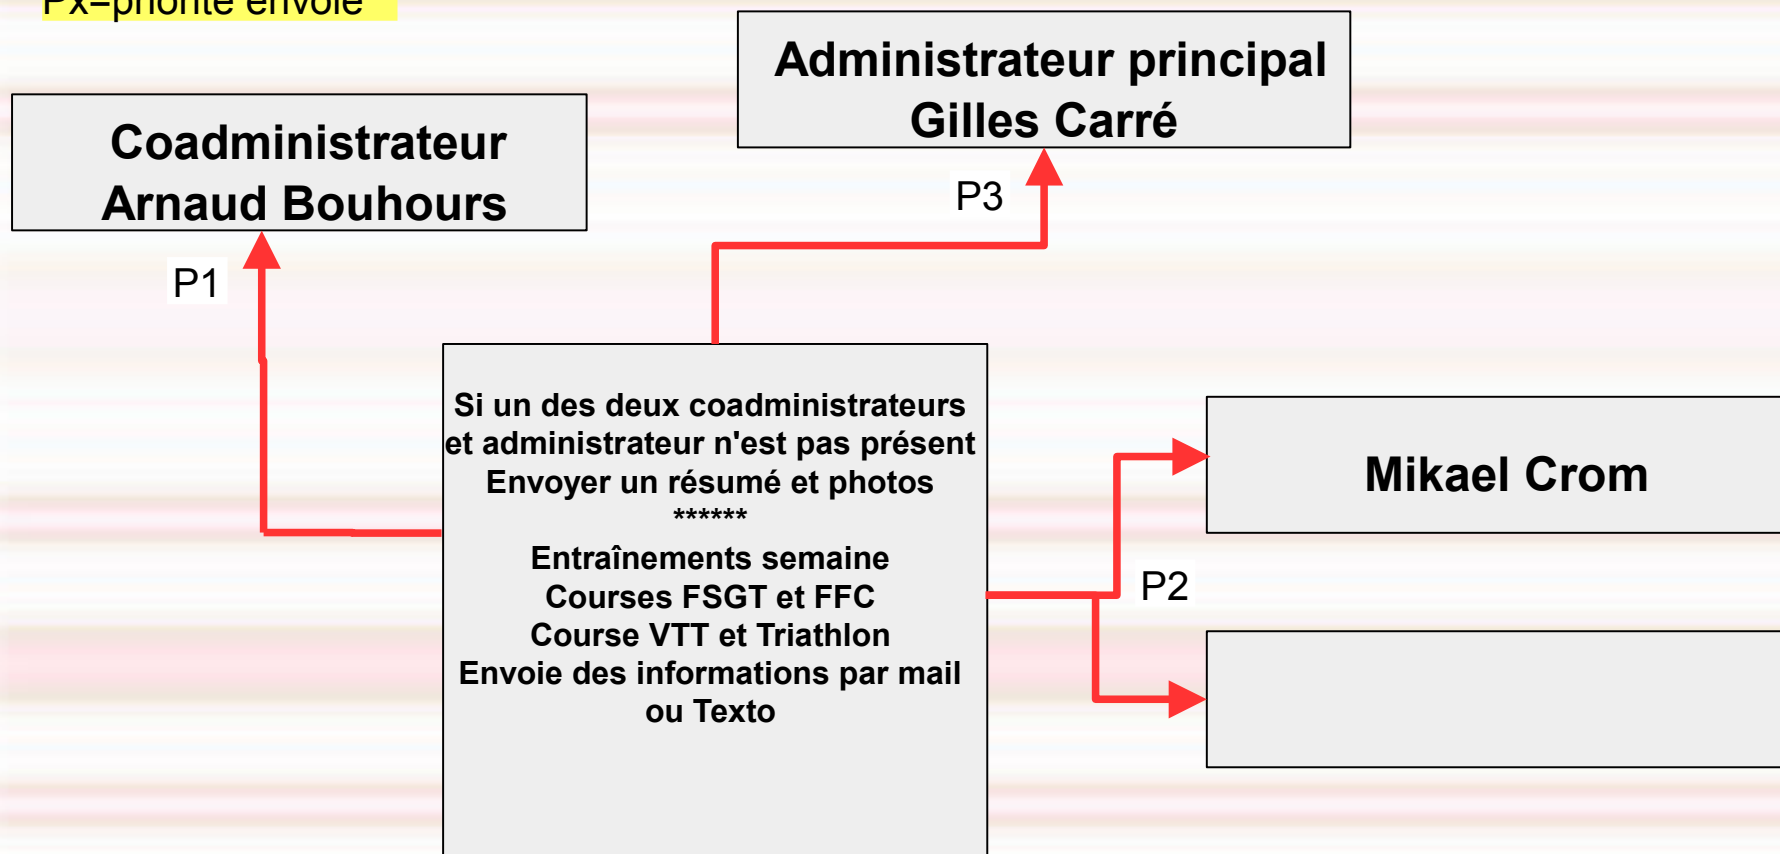 Px=priorité envoie
Administrateur principal
Gilles Carré
Coadministrateur
Arnaud Bouhours
P3
P1
Si un des deux coadministrateurs
et administrateur n'est pas présent
Envoyer un résumé et photos
******
Entraînements semaine
Courses FSGT et FFC
Course VTT et Triathlon
Envoie des informations par mail
ou Texto
Mikael Crom
P2